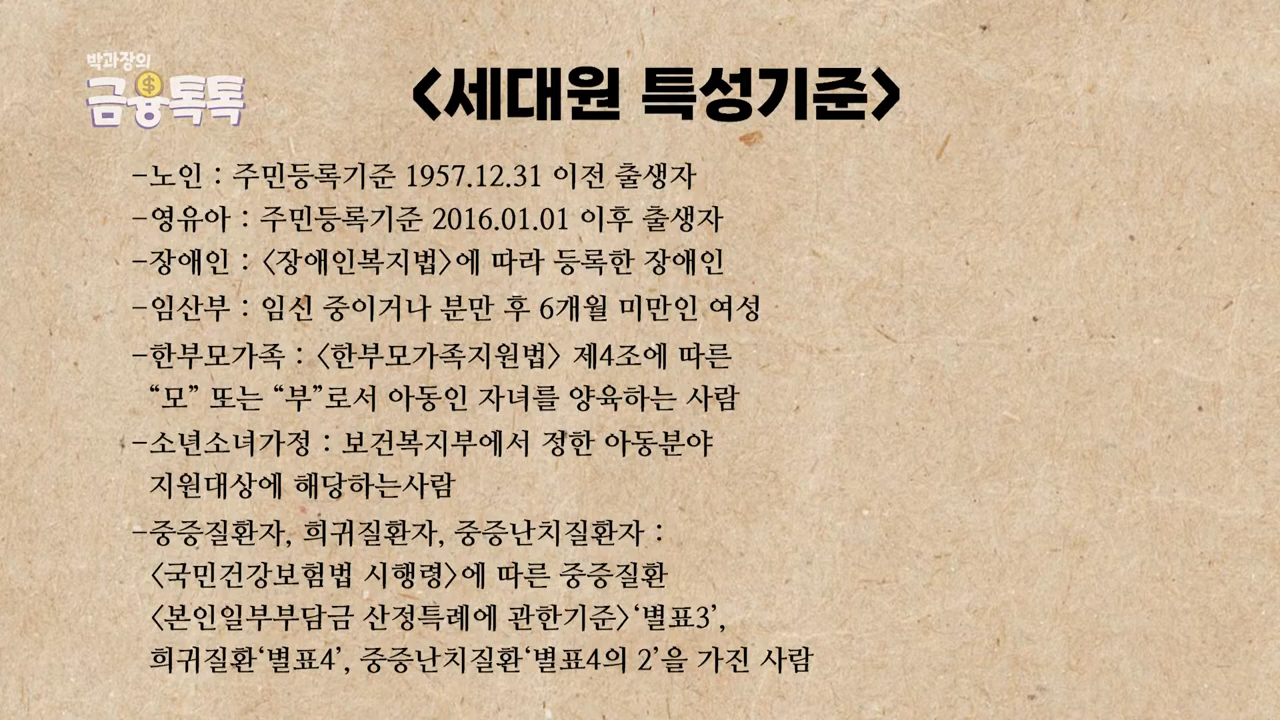 박과장의
금융톡톡
<세대원 특성기준>
-노인 : 주민등록기준 1957.12.31 이전 출생자
-영유아 : 주민등록기준 2016.01.01 이후 출생자
-장애인 : <장애인복지법>에 따라 등록한 장애인
-임산부 : 임신 중이거나 분만 후 6개월 미만인 여성
-한부모가족 : <한부모가족지원법> 제4조에 따른
“모” 또는 “부”로서 아동인 자녀를 양육하는 사람
-소년소녀가정 : 보건복지부에서 정한 아동분야
지원대상에 해당하는사람
-중증질환자, 희귀질환자, 중증난치질환자 :
<국민건강보험법 시행령>에 따른 중증질환
<본인일부부담금 산정특례에 관한기준>‘별표3’,
희귀질환‘별표4’, 중증난치질환‘별표4의 2’을 가진 사람